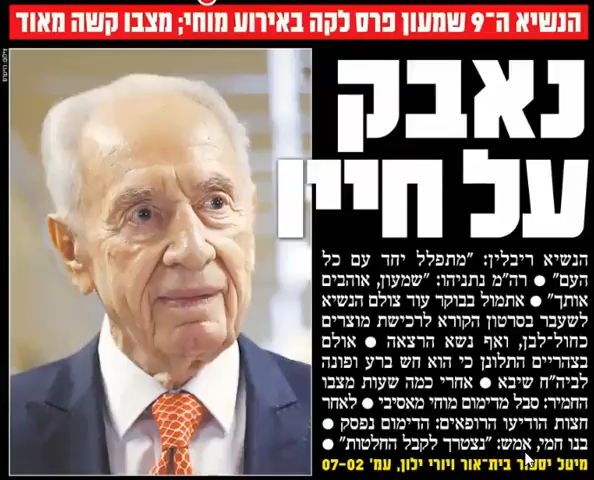 הנשיא ה־9 שמעון פרס לקה באירוע מוחי; מצבו קשה מאוד
נאבק
על חייו
הנשיא ריבלין: "מתפלל יחד עם כל
העם" ● רה"מ נתניהו: "שמעון, אוהבים
אותך" ● אתמול בבוקר עוד צולם הנשיא
לשעבר בסרטון הקורא לרכישת מוצרים
כחול־לבן, ואף נשא הרצאה ● אולם
בצהריים התלונן כי הוא חש ברע ופונה
לביה"ח שיבא ● אחרי כמה שעות מצבו
החמיר: סבל מדימום מוחי מאסיבי ● לאחר
חצות הודיעו הרופאים: הדימום נפסק ●
בנו חמי, אמש: "נצטרך לקבל החלטות" ●
מיטל יסעור בית־אור ויורי ילון, עמ' 07-02